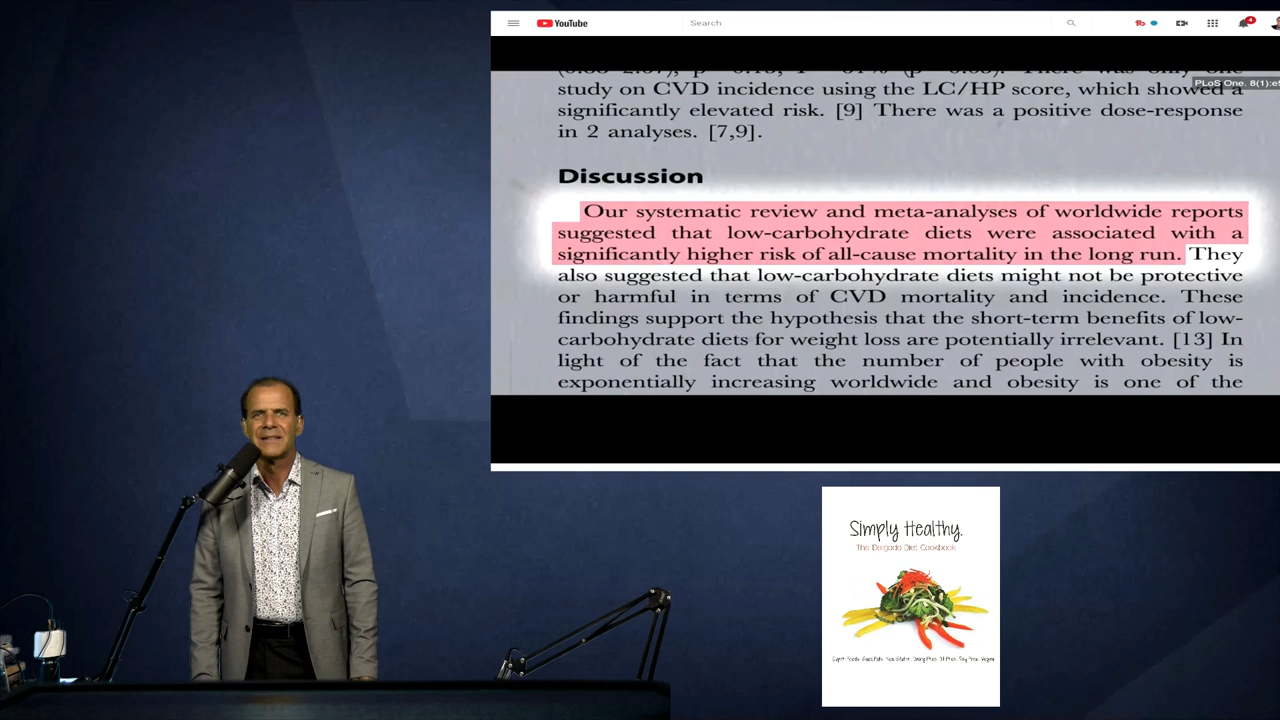 YouTube
Search
4
PLoS One. 8(1):e5
study on CVD incidence using the LC/HP score, which showed a
significantly elevated risk. [9] There was a positive dose-response
in 2 analyses. [7,9].
Discussion
Our systematic review and meta-analyses of worldwide reports
suggested that low-carbohydrate diets were associated with a
significantly higher risk of all-cause mortality in the long run. They
also suggested that low-carbohydrate diets might not be protective
or harmful in terms of CVD mortality and incidence. These
findings support the hypothesis that the short-term benefits of low-
carbohydrate diets for weight loss are potentially irrelevant. [13] In
light of the fact that the number of people with obesity is
exponentially increasing worldwide and obesity is one of the
Simply Healthy.
The Delgado Diet Cookbook